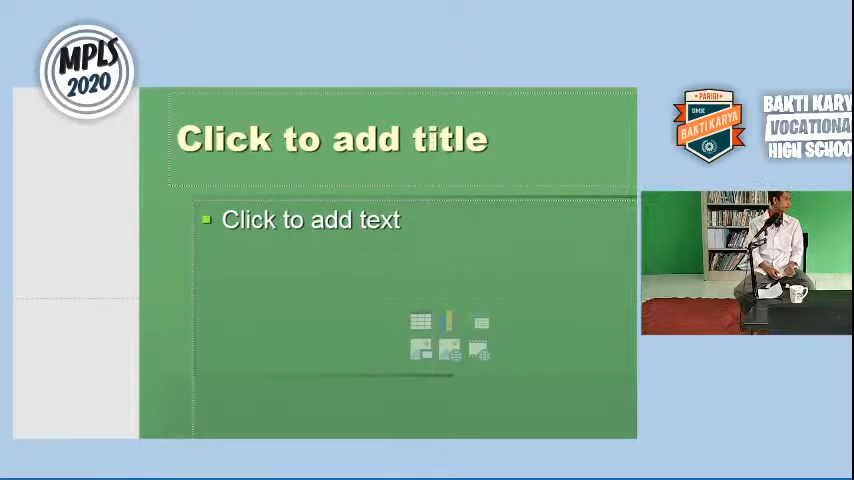 MPLS
2020
Click to add title
Click to add text
PARIGI
SMK
BAKTI KARYA
BAKTI KARY
VOCATIONA
HIGH SCHOO